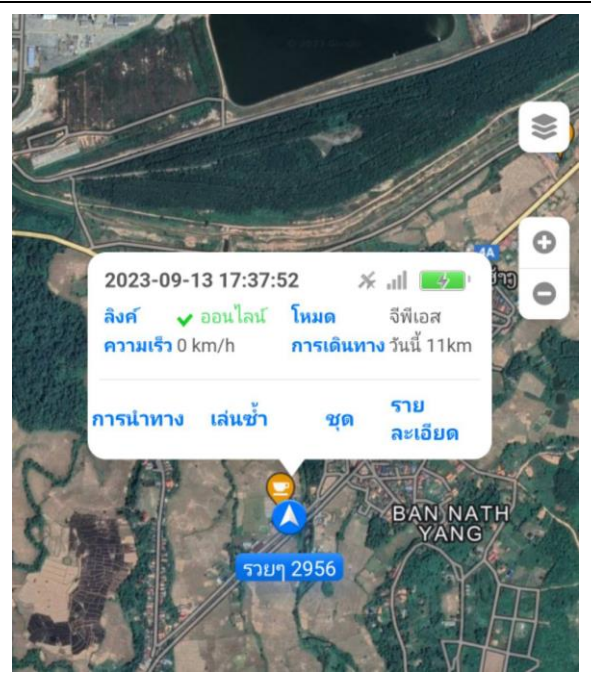 4A
2023-09-13 17:37:52
ลิงค์ ออนไลน์ โหมด จีพีเอส
ความเร็ว 0 km/h การเดินทาง วันนี้ 11km
การนำทาง เล่นซ้ำ ชุด ราย
ละเอียด
BAN NATH
YANG
รวยๆ 2956